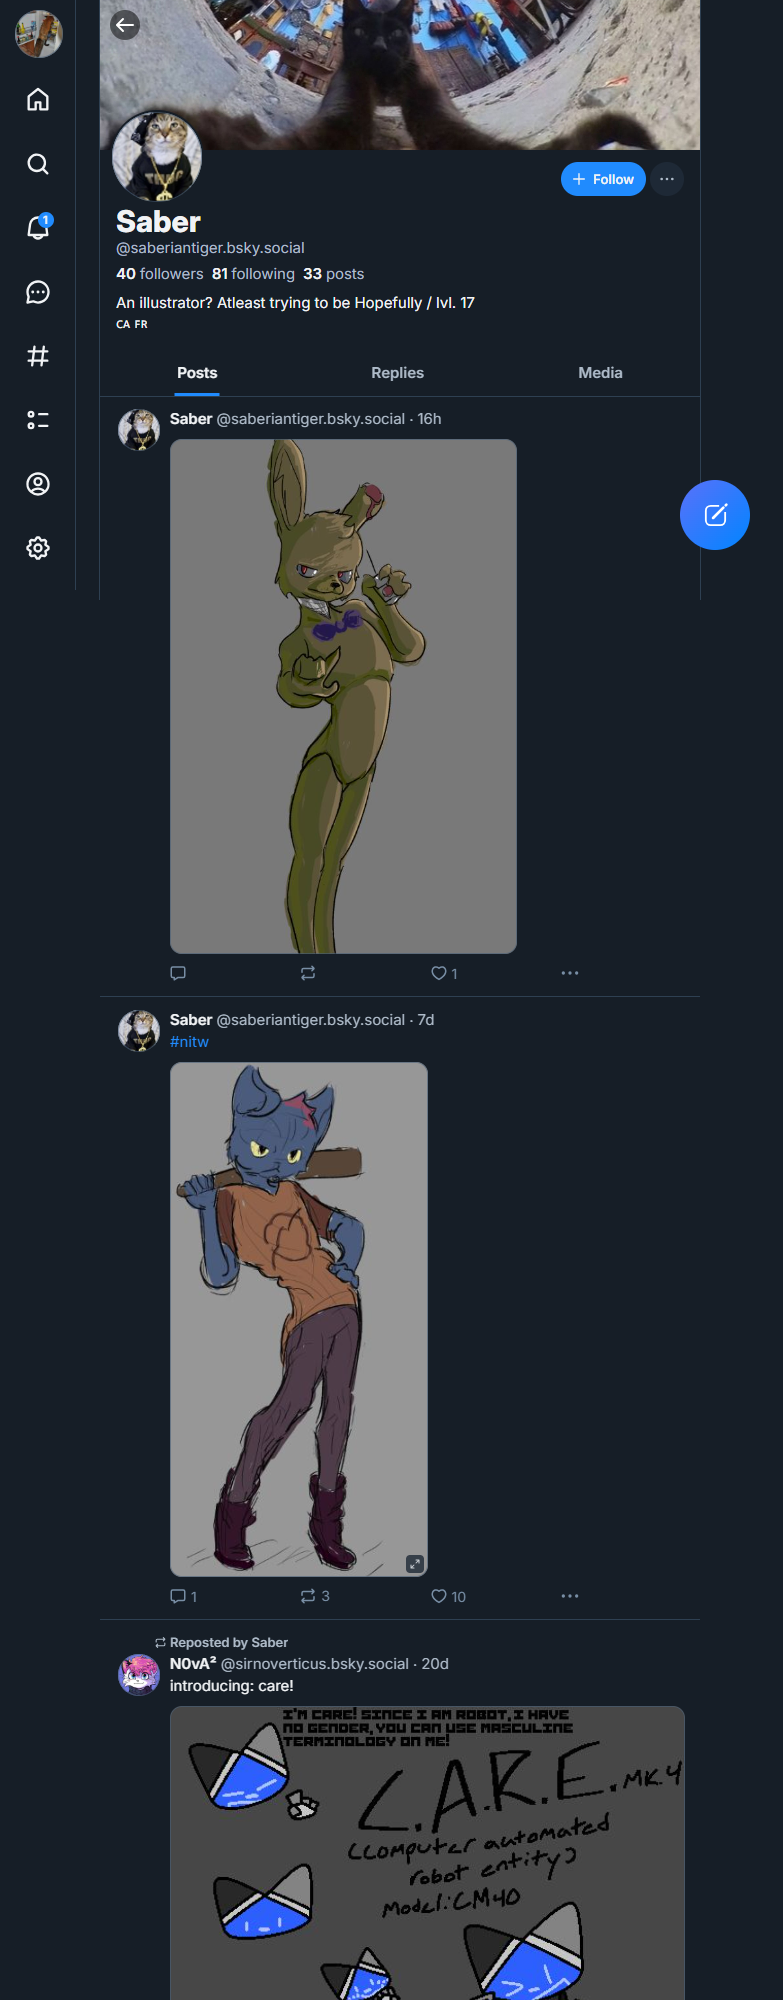 1
Follow
Saber
@saberiantiger.bsky.social
40 followers 81 following 33 posts
An illustrator? Atleast trying to be Hopefully / lvl. 17
CA FR
Posts Replies Media
Saber @saberiantiger.bsky.social · 16h
1
Saber @saberiantiger.bsky.social · 7d
#nitw
1 3 10
Reposted by Saber
N0vA² @sirnoverticus.bsky.social · 20d
introducing: care!
I'M CARE! SINCE I AM ROBOT, I HAVE
NO GENDER, YOU CAN USE MASCULINE
TERMINOLOGY ON ME!
C.A.R.E. MK.4
(Computer automated
robot entity)
Model: CM40